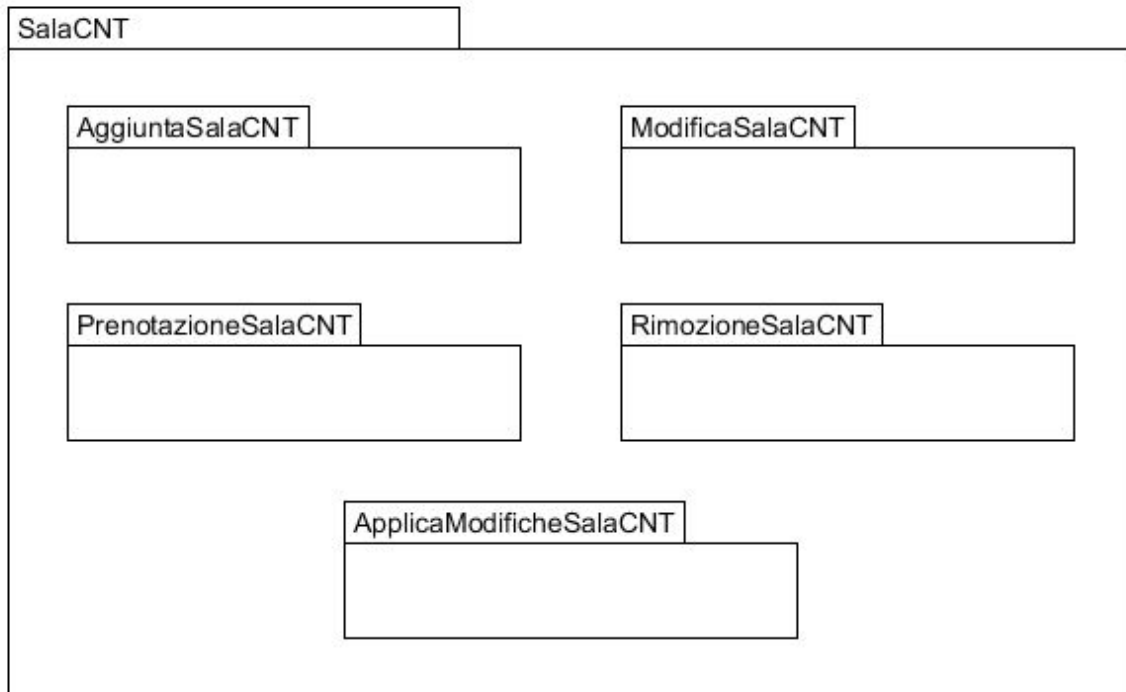 SalaCNT
AggiuntaSalaCNT
ModificaSalaCNT
PrenotazioneSalaCNT
RimozioneSalaCNT
ApplicaModificheSalaCNT